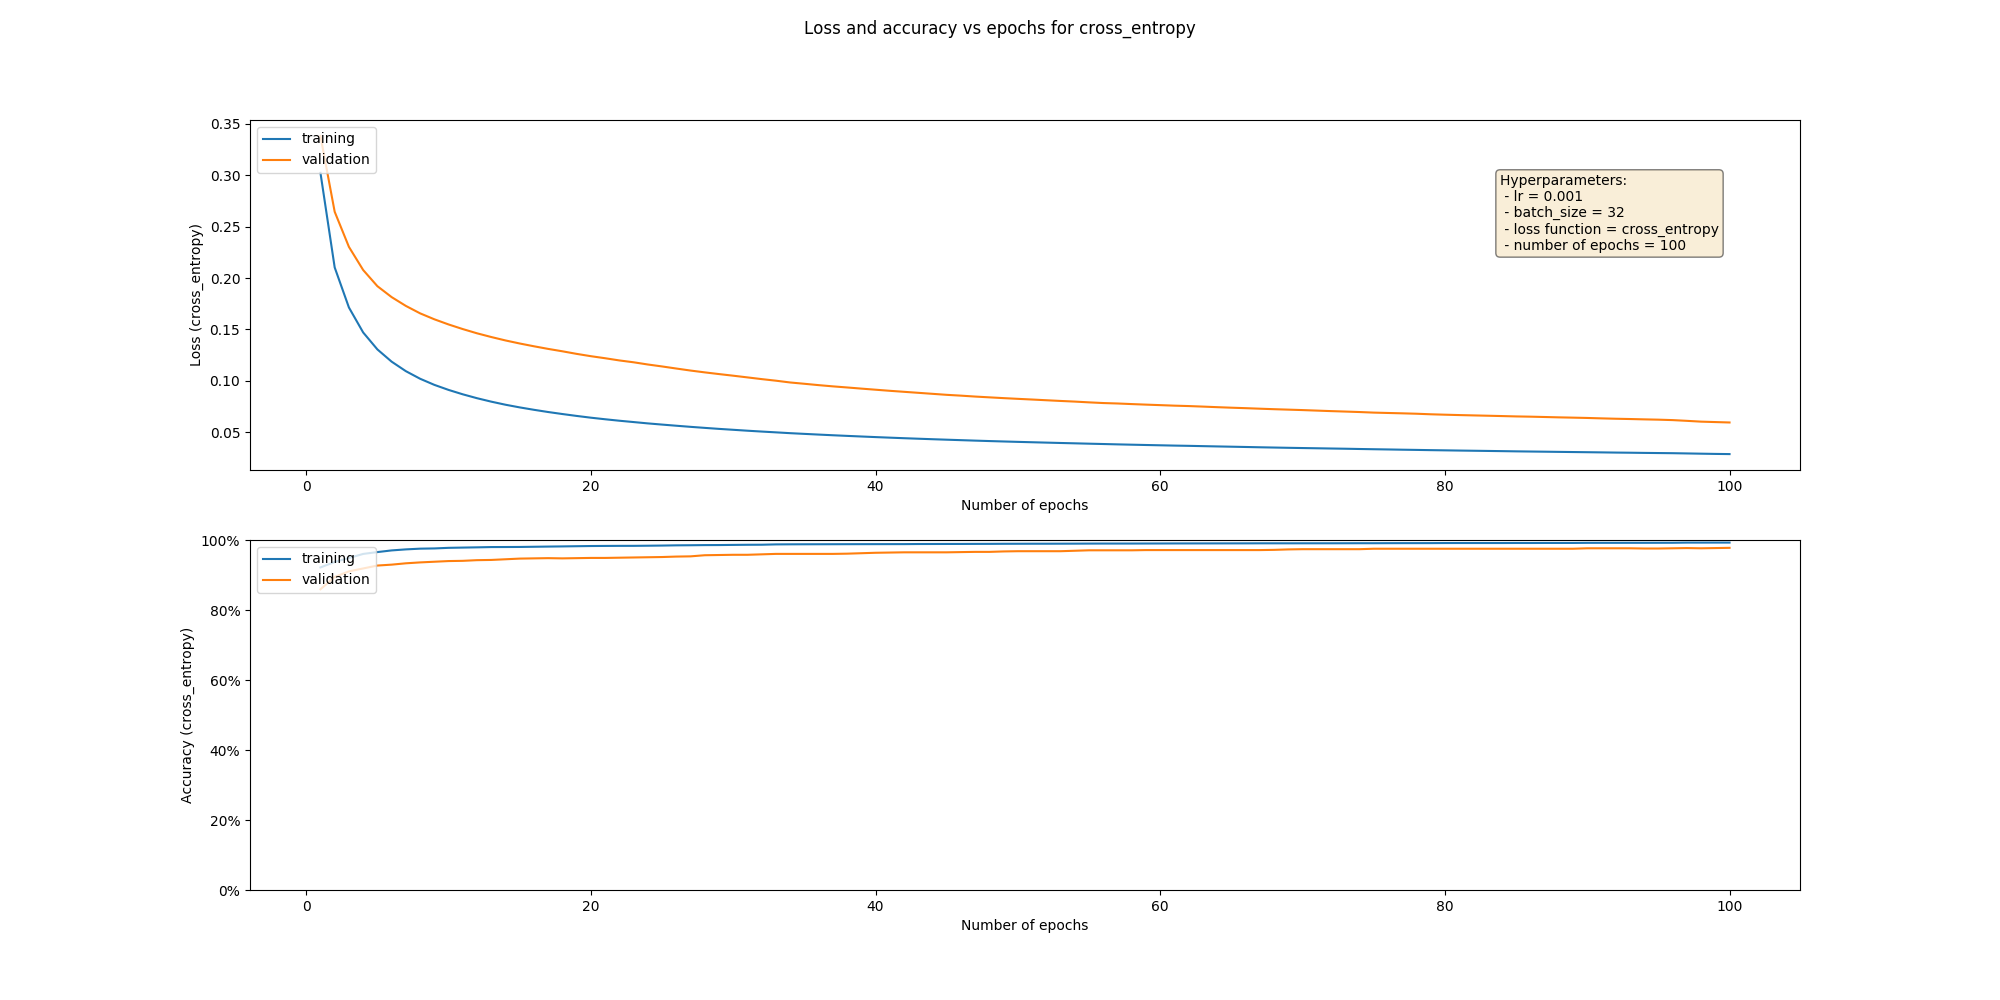 Loss and accuracy vs epochs for cross_entropy
0.35
0.30
0.25
0.20
0.15
0.10
0.05
Loss (cross_entropy)
training
validation
Hyperparameters:
- lr = 0.001
- batch_size = 32
- loss function = cross_entropy
- number of epochs = 100
0 20 40 60 80 100
Number of epochs
100%
80%
60%
40%
20%
0%
Accuracy (cross_entropy)
training
validation
0 20 40 60 80 100
Number of epochs